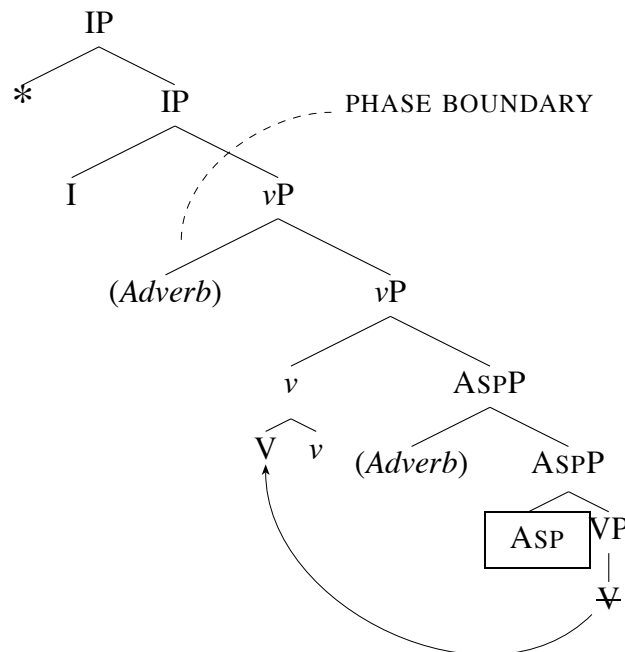 IP
* IP PHASE BOUNDARY
I vP
(Adverb) vP
v ASPP
V v (Adverb) ASPP
ASP VP
V